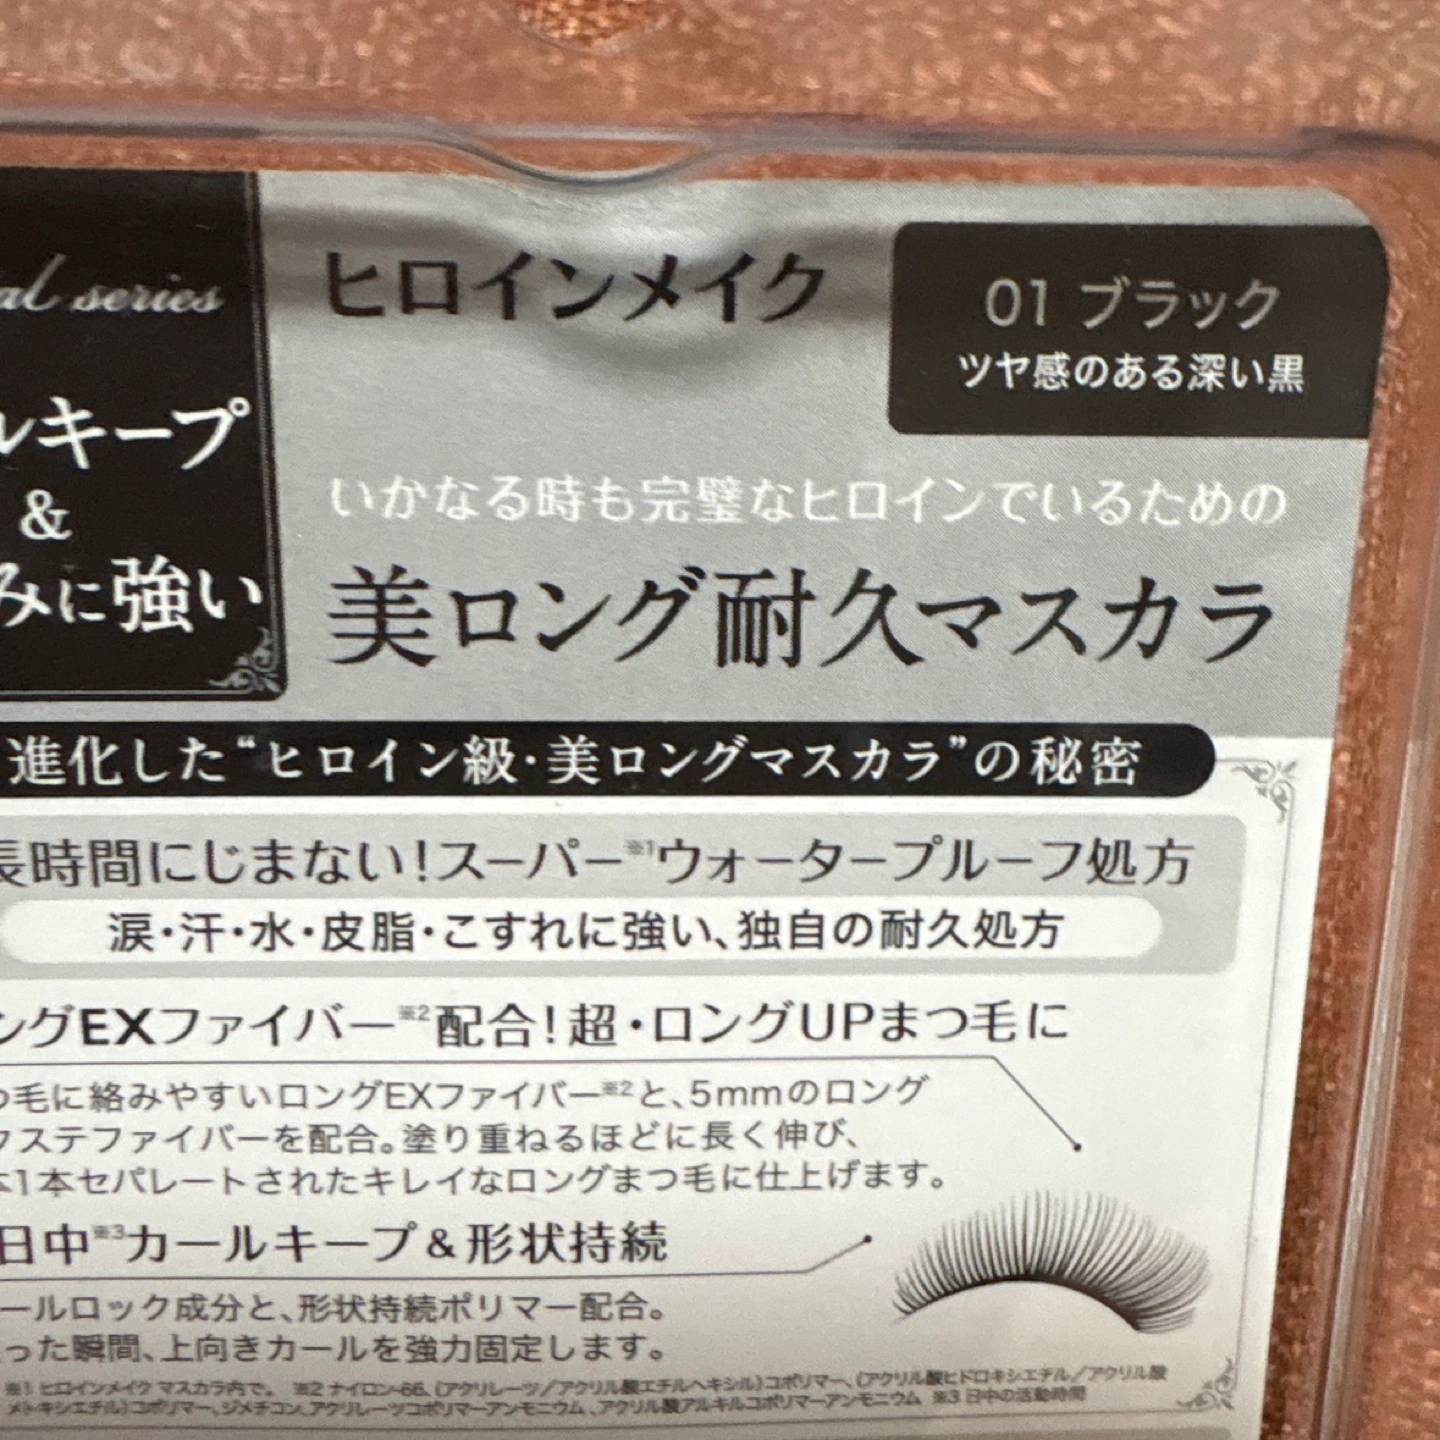 al series
ルキープ
&
みに強い
ヒロインメイク
01 ブラック
ツヤ感のある深い黒
いかなる時も完璧なヒロインでいるための
美ロング耐久マスカラ
進化した“ヒロイン級・美ロングマスカラ”の秘密
長時間にじまない！スーパー※1ウォータープルーフ処方
涙・汗・水・皮脂・こすれに強い、独自の耐久処方
ングEXファイバー※2配合！超・ロングUPまつ毛に
つ毛に絡みやすいロングEXファイバー※2と、5mmのロング
クステファイバーを配合。塗り重ねるほどに長く伸び、
本1本セパレートされたキレイなロングまつ毛に仕上げます。
日中※3カールキープ&形状持続
ールロック成分と、形状持続ポリマー配合。
った瞬間、上向きカールを強力固定します。
※1 ヒロインメイク マスカラ内で。 ※2 ナイロン-66、(アクリレーツ／アクリル酸エチルヘキシル)コポリマー、(アクリル酸ヒドロキシエチル／アクリル酸
メトキシエチル)コポリマー、ジメチコン、アクリレーツコポリマーアンモニウム、アクリル酸アルキルコポリマーアンモニウム ※3 日中の活動時間